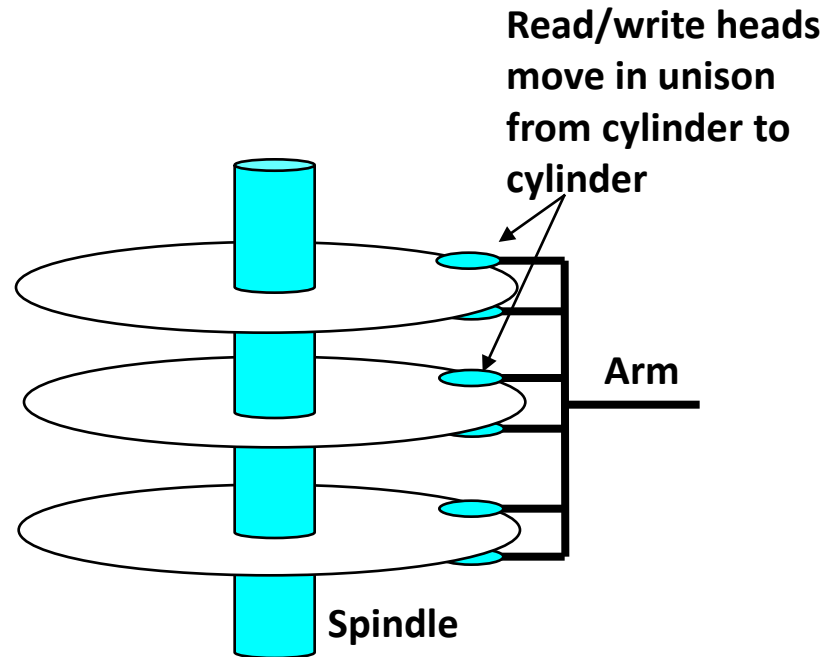 Read/write heads
move in unison
from cylinder to
cylinder
Arm
Spindle